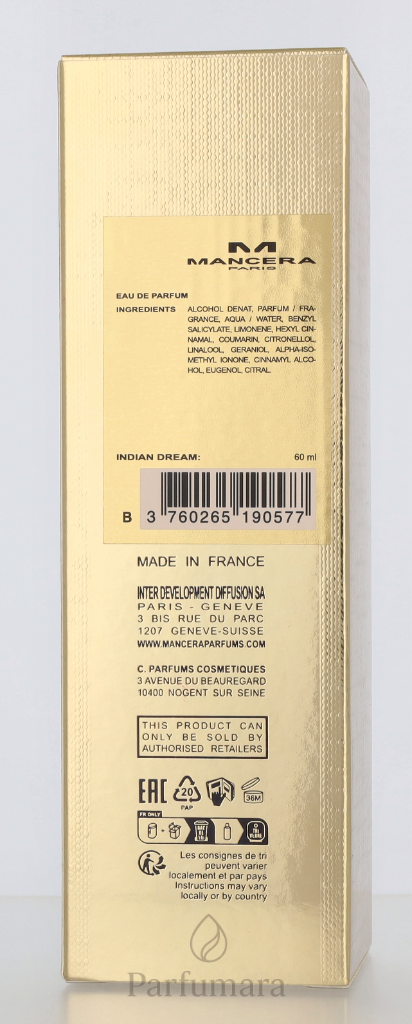 M
MANCERA
PARIS
EAU DE PARFUM
INGREDIENTS ALCOHOL DENAT, PARFUM / FRA-
GRANCE, AQUA / WATER, BENZYL
SALICYLATE, LIMONENE, HEXYL CIN-
NAMAL, COUMARIN, CITRONELLOL,
LINALOOL, GERANIOL, ALPHA-ISO-
METHYL IONONE, CINNAMYL ALCO-
HOL, EUGENOL, CITRAL.
INDIAN DREAM: 60 ml
B 3 760265 190577
MADE IN FRANCE
INTER DEVELOPMENT DIFFUSION SA
PARIS - GENEVE
3 BIS RUE DU PARC
1207 GENEVE-SUISSE
WWW.MANCERAPARFUMS.COM
C. PARFUMS COSMETIQUES
3 AVENUE DU BEAUREGARD
10400 NOGENT SUR SEINE
THIS PRODUCT CAN
ONLY BE SOLD BY
AUTHORISED RETAILERS
EAC 20 36M
PAP
FR ONLY
Les consignes de tri
peuvent varier
localement et par pays
Instructions may vary
locally or by country
Parfumara